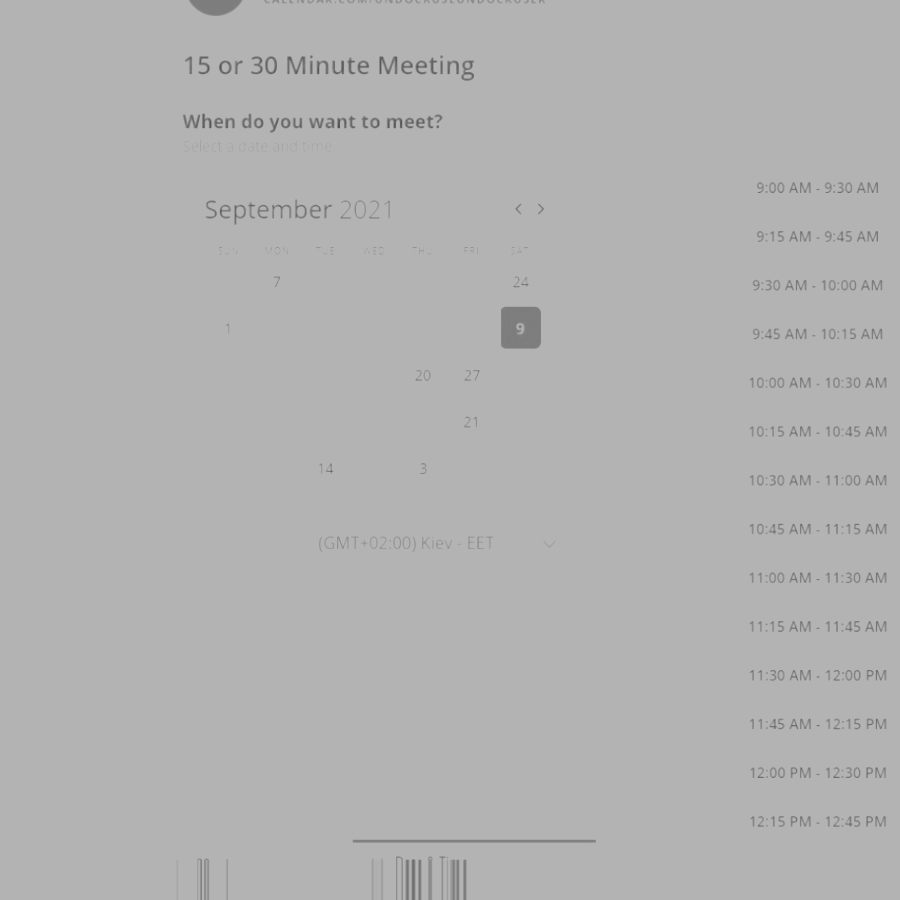 15 or 30 Minute Meeting
When do you want to meet?
Select a date and time
September 2021
SUN MON TUE WED THU FRI SAT
7 24
1 9
20 27
21
14 3
(GMT+02:00) Kiev - EET
9:00 AM - 9:30 AM
9:15 AM - 9:45 AM
9:30 AM - 10:00 AM
9:45 AM - 10:15 AM
10:00 AM - 10:30 AM
10:15 AM - 10:45 AM
10:30 AM - 11:00 AM
10:45 AM - 11:15 AM
11:00 AM - 11:30 AM
11:15 AM - 11:45 AM
11:30 AM - 12:00 PM
11:45 AM - 12:15 PM
12:00 PM - 12:30 PM
12:15 PM - 12:45 PM